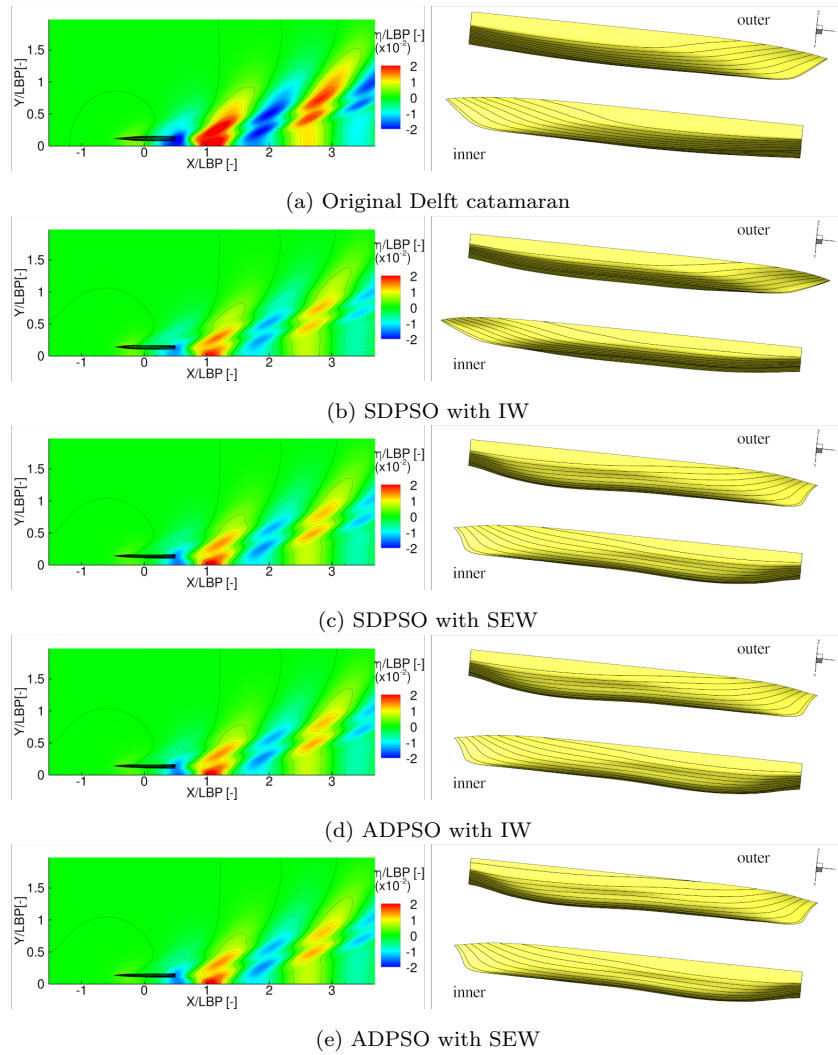 Y/LBP[-]
1.5
1
0.5
0
-1 0 1 2 3
X/LBP [-]
η/LBP [-]
(x10-2)
2
1
0
-1
-2
outer
inner
(a) Original Delft catamaran
Y/LBP[-]
1.5
1
0.5
0
-1 0 1 2 3
X/LBP [-]
η/LBP [-]
(x10-2)
2
1
0
-1
-2
outer
inner
(b) SDPSO with IW
Y/LBP[-]
1.5
1
0.5
0
-1 0 1 2 3
X/LBP [-]
η/LBP [-]
(x10-2)
2
1
0
-1
-2
outer
inner
(c) SDPSO with SEW
Y/LBP[-]
1.5
1
0.5
0
-1 0 1 2 3
X/LBP [-]
η/LBP [-]
(x10-2)
2
1
0
-1
-2
outer
inner
(d) ADPSO with IW
Y/LBP[-]
1.5
1
0.5
0
-1 0 1 2 3
X/LBP [-]
η/LBP [-]
(x10-2)
2
1
0
-1
-2
outer
inner
(e) ADPSO with SEW